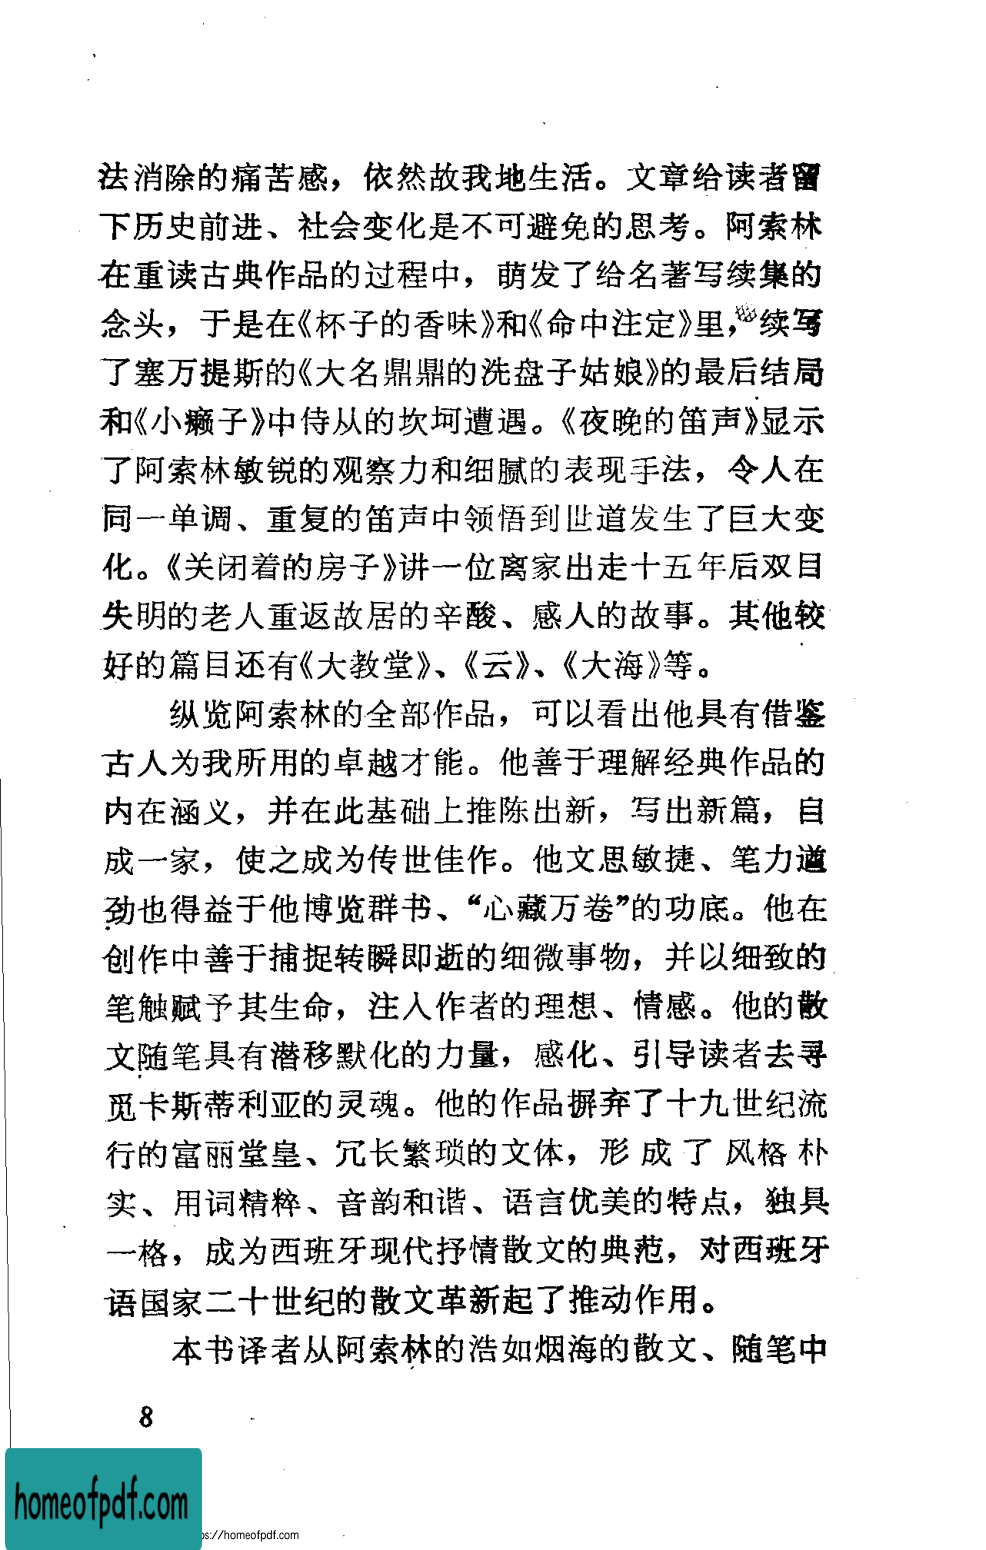 法消除的痛苦感，依然故我地生活。文章给读者留
下历史前进、社会变化是不可避免的思考。阿索林
在重读古典作品的过程中，萌发了给名著写续集的
念头，于是在《杯子的香味》和《命中注定》里，续写
了塞万提斯的《大名鼎鼎的洗盘子姑娘》的最后结局
和《小癞子》中侍从的坎坷遭遇。《夜晚的笛声》显示
了阿索林敏锐的观察力和细腻的表现手法，令人在
同一单调、重复的笛声中领悟到世道发生了巨大变
化。《关闭着的房子》讲一位离家出走十五年后双目
失明的老人重返故居的辛酸、感人的故事。其他较
好的篇目还有《大教堂》、《云》、《大海》等。
纵览阿索林的全部作品，可以看出他具有借鉴
古人为我所用的卓越才能。他善于理解经典作品的
内在涵义，并在此基础上推陈出新，写出新篇，自
成一家，使之成为传世佳作。他文思敏捷、笔力遒
劲也得益于他博览群书、“心藏万卷”的功底。他在
创作中善于捕捉转瞬即逝的细微事物，并以细致的
笔触赋予其生命，注入作者的理想、情感。他的散
文随笔具有潜移默化的力量，感化、引导读者去寻
觅卡斯蒂利亚的灵魂。他的作品摒弃了十九世纪流
行的富丽堂皇、冗长繁琐的文体，形成了风格朴
实、用词精粹、音韵和谐、语言优美的特点，独具
一格，成为西班牙现代抒情散文的典范，对西班牙
语国家二十世纪的散文革新起了推动作用。
本书译者从阿索林的浩如烟海的散文、随笔中
8
homeofpdf.com
ps://homeofpdf.com